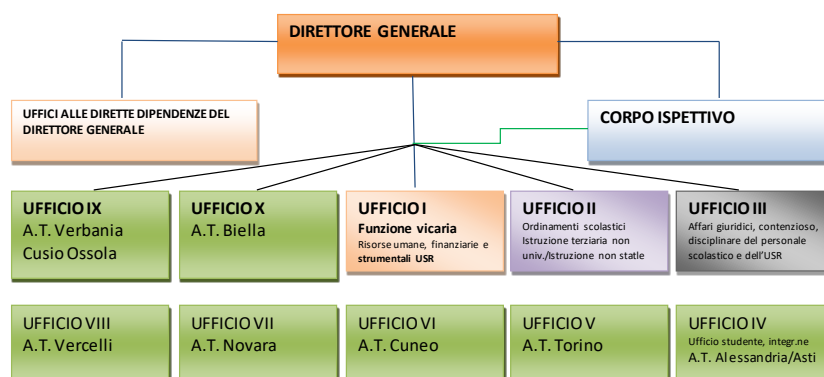 DIRETTORE GENERALE
UFFICI ALLE DIRETTE DIPENDENZE DEL
DIRETTORE GENERALE
CORPO ISPETTIVO
UFFICIO IX
A.T. Verbania
Cusio Ossola
UFFICIO X
A.T. Biella
UFFICIO I
Funzione vicaria
Risorse umane, finanziarie e
strumentali USR
UFFICIO II
Ordinamenti scolastici
Istruzione terziaria non
univ./Istruzione non statle
UFFICIO III
Affari giuridici, contenzioso,
disciplinare del personale
scolastico e dell'USR
UFFICIO VIII
A.T. Vercelli
UFFICIO VII
A.T. Novara
UFFICIO VI
A.T. Cuneo
UFFICIO V
A.T. Torino
UFFICIO IV
Ufficio studente, integr.ne
A.T. Alessandria/Asti